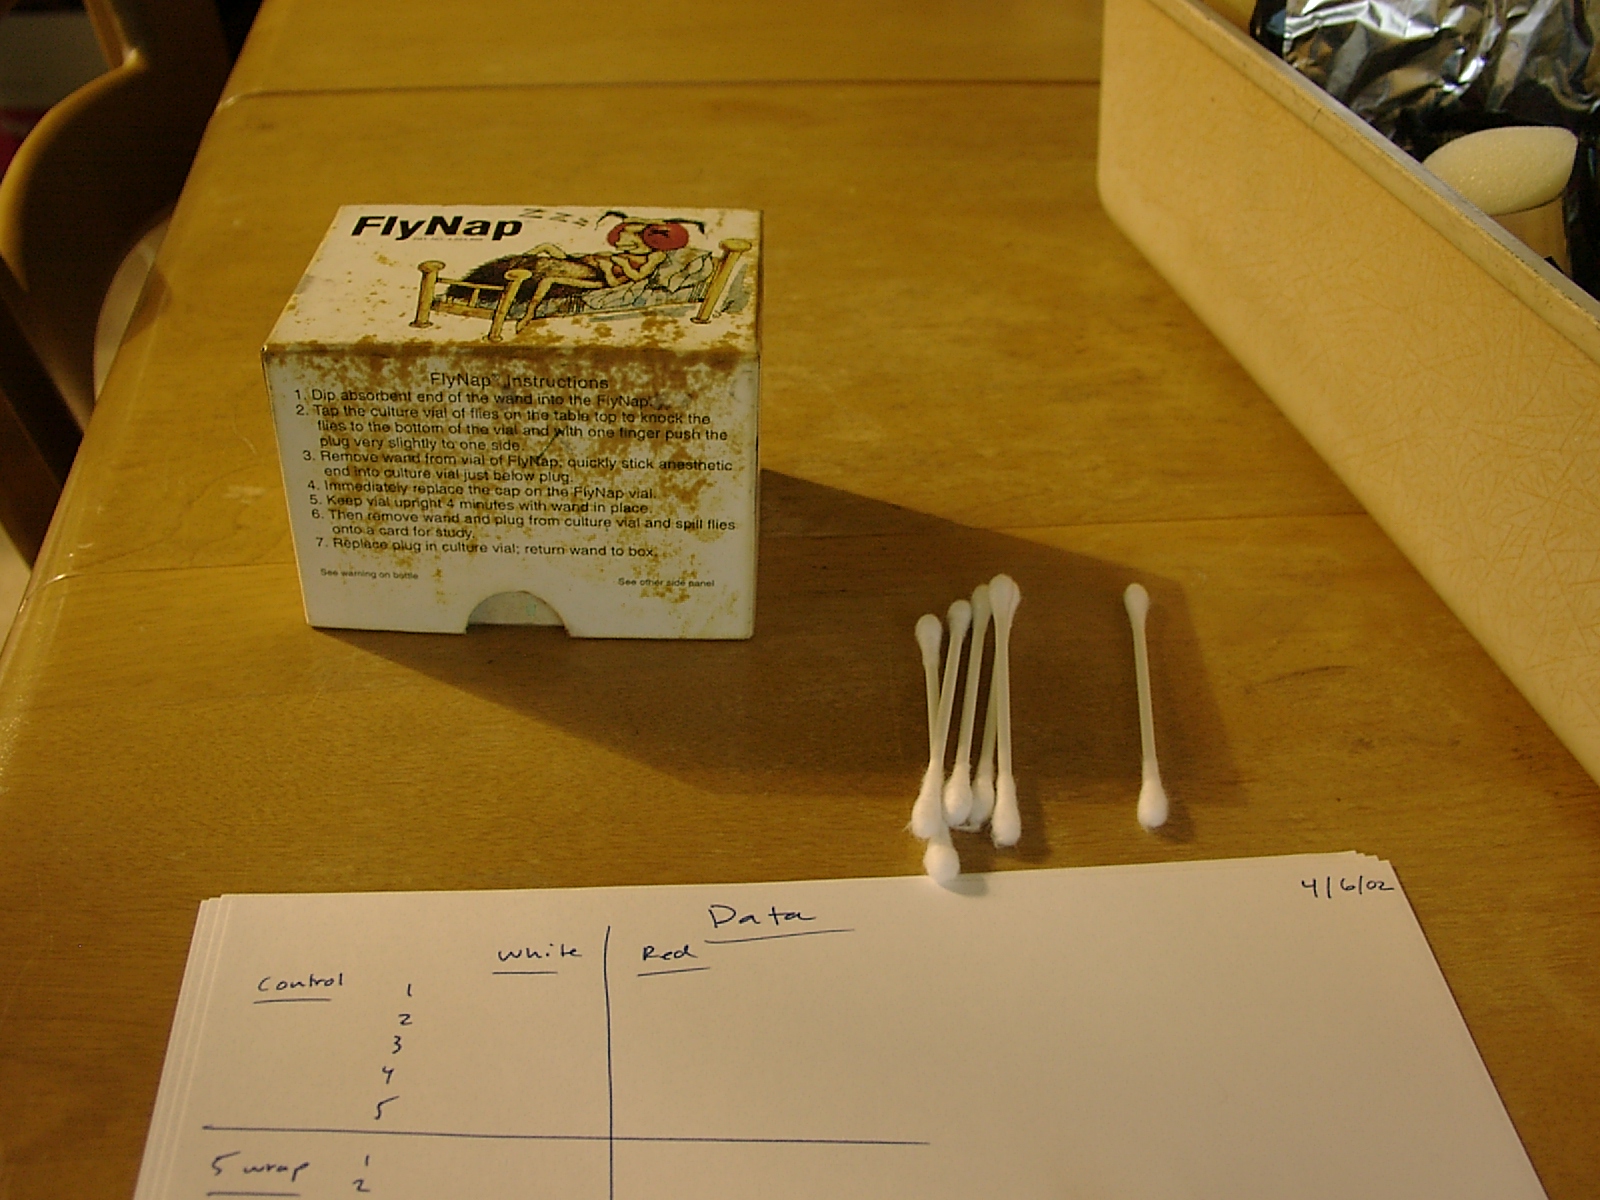 FlyNap
z z z z
FlyNap™ Instructions
1. Dip absorbent end of the wand into the FlyNap.
2. Tap the culture vial of flies on the table top to knock the
flies to the bottom of the vial and with one finger push the
plug very slightly to one side.
3. Remove wand from vial of FlyNap; quickly stick anesthetic
end into culture vial just below plug.
4. Immediately replace the cap on the FlyNap vial.
5. Keep vial upright 4 minutes with wand in place.
6. Then remove wand and plug from culture vial and spill flies
onto a card for study.
7. Replace plug in culture vial; return wand to box.
See warning on bottle
See other side panel
4/6/02
Data
White Red
Control 1
2
3
4
5
5 wrap 1
2